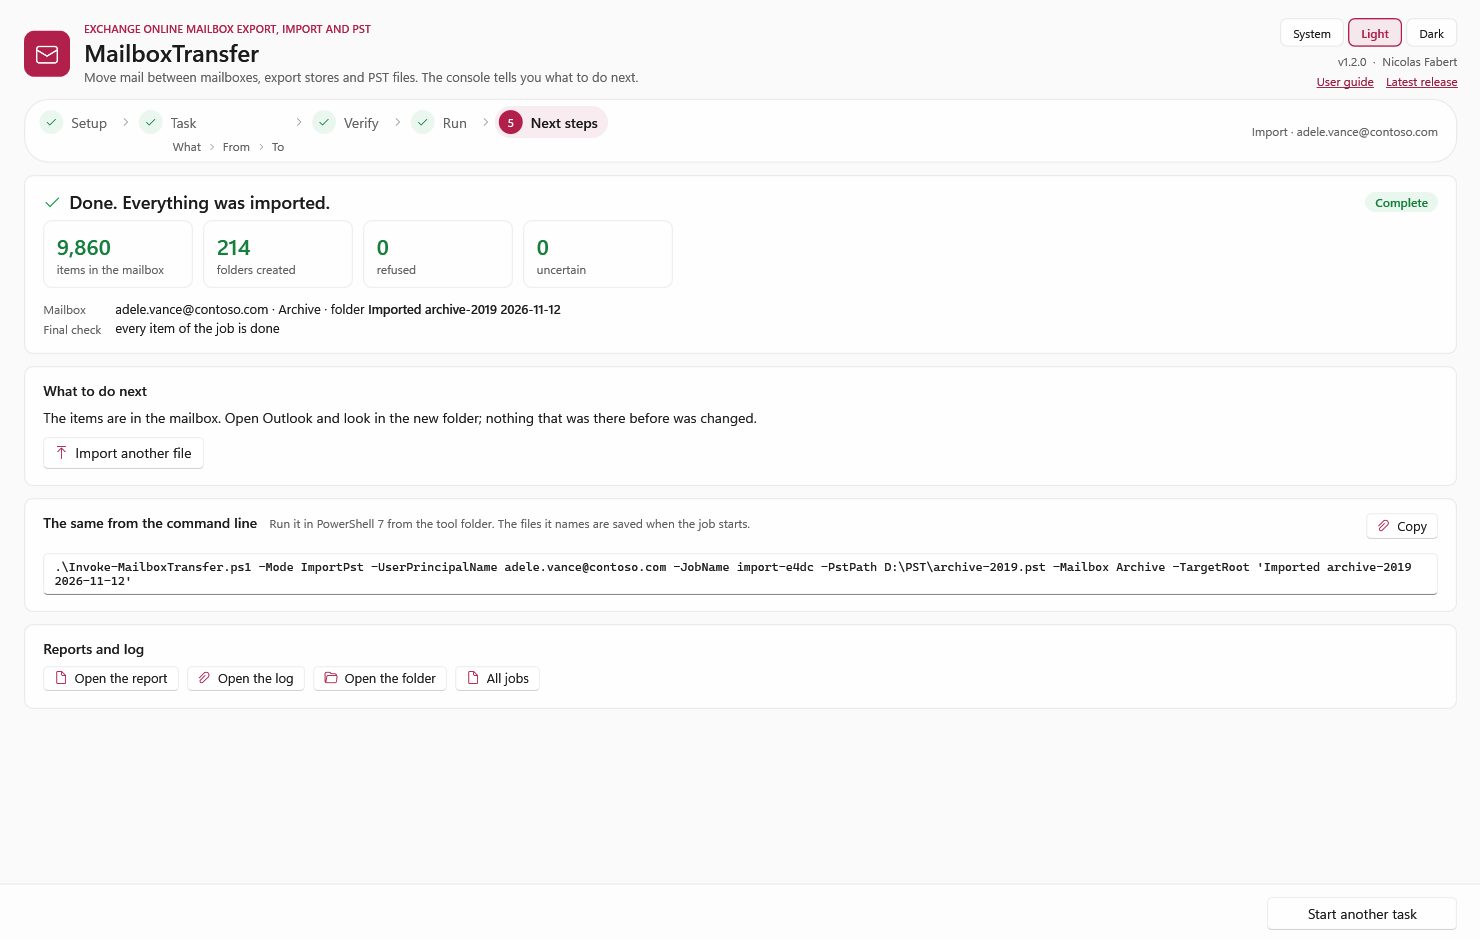 EXCHANGE ONLINE MAILBOX EXPORT, IMPORT AND PST
MailboxTransfer
Move mail between mailboxes, export stores and PST files. The console tells you what to do next.
System
Light
Dark
v1.2.0 · Nicolas Fabert
User guide
Latest release
Setup
Task
Verify
Run
5
Next steps
What
From
To
Import · adele.vance@contoso.com
Done. Everything was imported.
Complete
9,860
items in the mailbox
214
folders created
0
refused
0
uncertain
Mailbox
adele.vance@contoso.com · Archive · folder Imported archive-2019 2026-11-12
Final check
every item of the job is done
What to do next
The items are in the mailbox. Open Outlook and look in the new folder; nothing that was there before was changed.
Import another file
The same from the command line
Run it in PowerShell 7 from the tool folder. The files it names are saved when the job starts.
Copy
.\Invoke-MailboxTransfer.ps1 -Mode ImportPst -UserPrincipalName adele.vance@contoso.com -JobName import-e4dc -PstPath D:\PST\archive-2019.pst -Mailbox Archive -TargetRoot 'Imported archive-2019
2026-11-12'
Reports and log
Open the report
Open the log
Open the folder
All jobs
Start another task